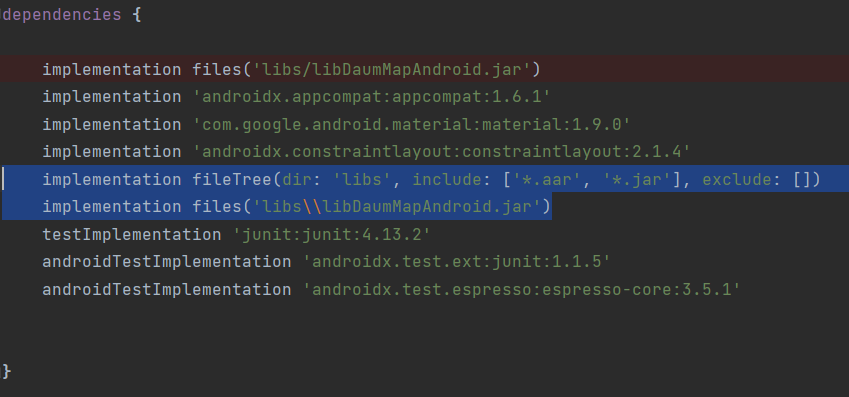 dependencies {
implementation files('libs/libDaumMapAndroid.jar')
implementation 'androidx.appcompat:appcompat:1.6.1'
implementation 'com.google.android.material:material:1.9.0'
implementation 'androidx.constraintlayout:constraintlayout:2.1.4'
implementation fileTree(dir: 'libs', include: ['*.aar', '*.jar'], exclude: [])
implementation files('libs\\libDaumMapAndroid.jar')
testImplementation 'junit:junit:4.13.2'
androidTestImplementation 'androidx.test.ext:junit:1.1.5'
androidTestImplementation 'androidx.test.espresso:espresso-core:3.5.1'
}